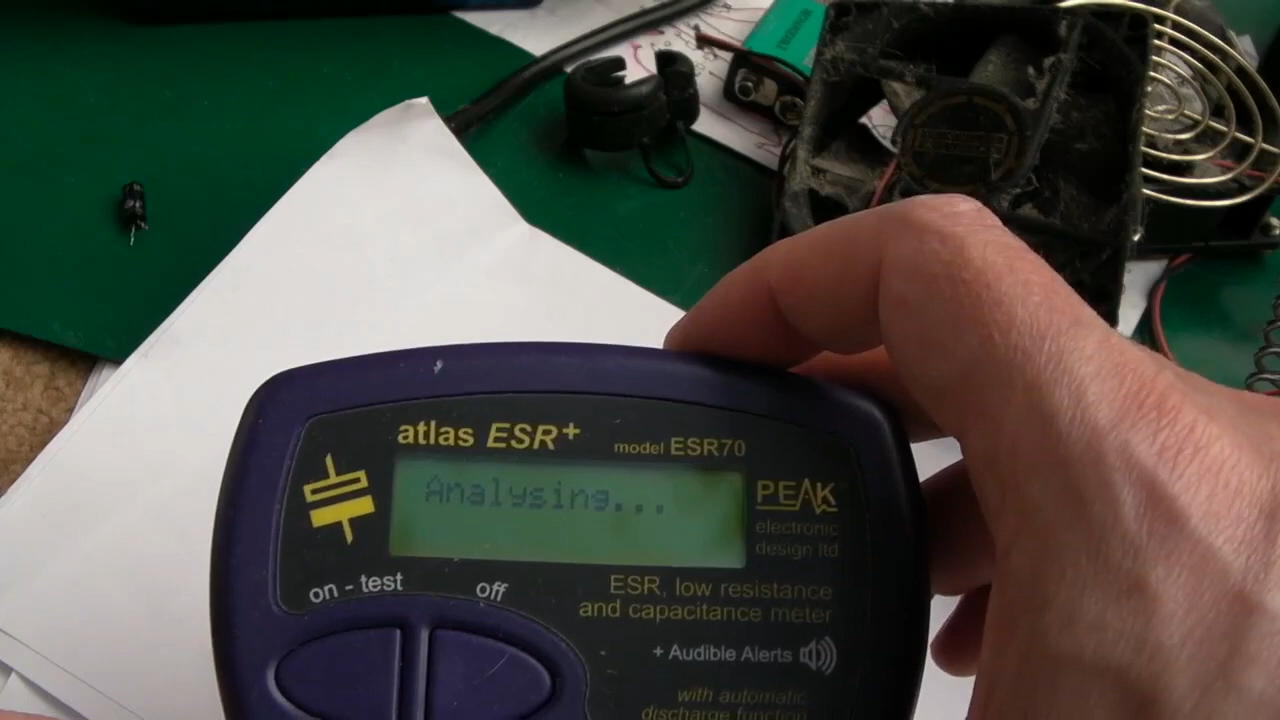 atlas ESR+
model ESR70
Analysing...
PEAK
electronic
design ltd
on - test
off
ESR, low resistance
and capacitance meter
+ Audible Alerts
with automatic
discharge function